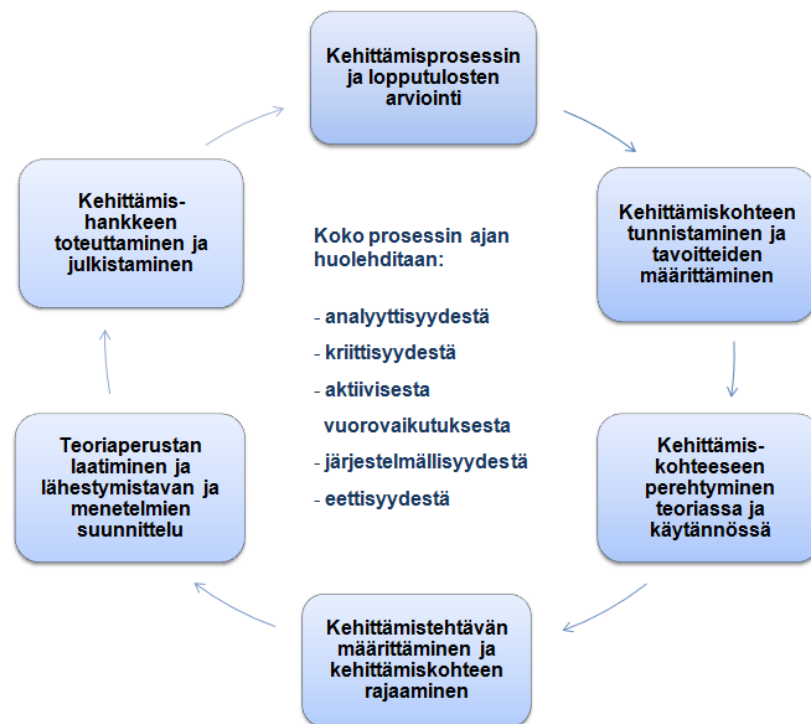 Kehittämisprosessin
ja lopputulosten
arviointi
Kehittämiskohteen
tunnistaminen ja
tavoitteiden
määrittäminen
Kehittämis-
kohteeseen
perehtyminen
teoriassa ja
käytännössä
Kehittämistehtävän
määrittäminen ja
kehittämiskohteen
rajaaminen
Teoriaperustan
laatiminen ja
lähestymistavan ja
menetelmien
suunnittelu
Kehittämis-
hankkeen
toteuttaminen ja
julkistaminen
Koko prosessin ajan
huolehditaan:
- analyyttisyydestä
- kriittisyydestä
- aktiivisesta
vuorovaikutuksesta
- järjestelmällisyydestä
- eettisyydestä